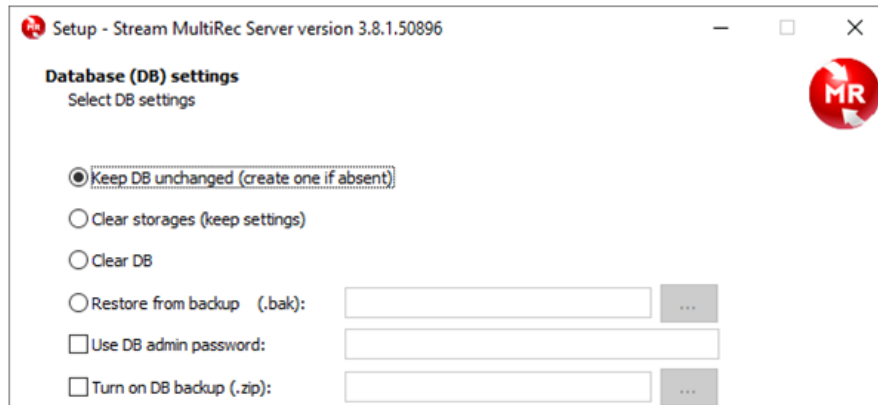 MR Setup - Stream MultiRec Server version 3.8.1.50896
Database (DB) settings
Select DB settings
MR
Keep DB unchanged (create one if absent)
Clear storages (keep settings)
Clear DB
Restore from backup (.bak): ...
Use DB admin password:
Turn on DB backup (.zip): ...